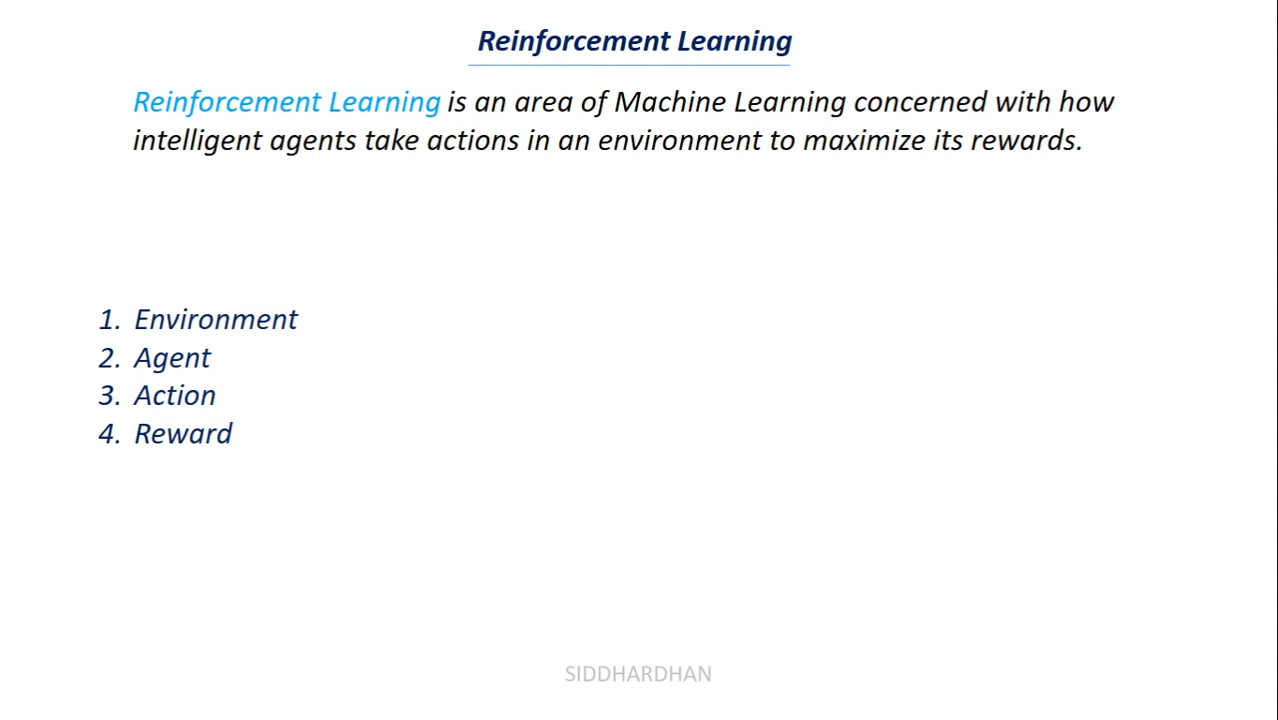 Reinforcement Learning
Reinforcement Learning is an area of Machine Learning concerned with how
intelligent agents take actions in an environment to maximize its rewards.
1. Environment
2. Agent
3. Action
4. Reward
SIDDHARDHAN